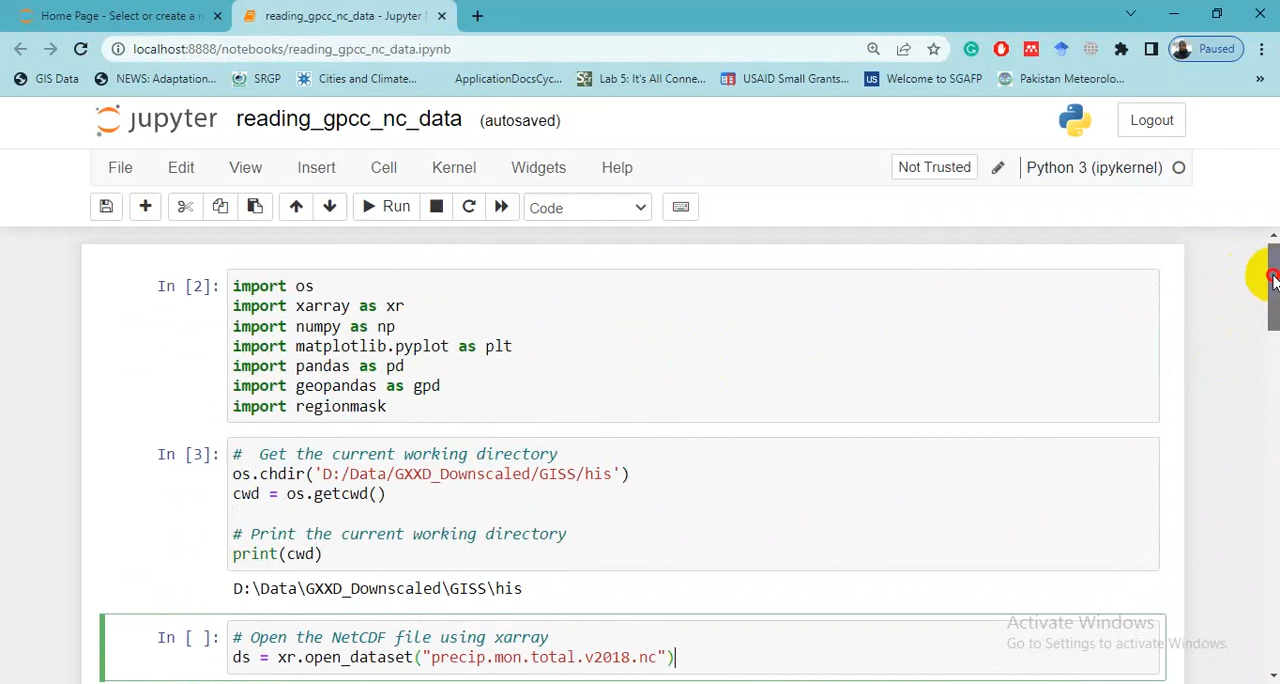 Home Page - Select or create a n
reading_gpcc_nc_data - Jupyter
localhost:8888/notebooks/reading_gpcc_nc_data.ipynb
Paused
GIS Data
NEWS: Adaptation...
SRGP
Cities and Climate...
ApplicationDocsCyc...
Lab 5: It's All Conne...
USAID Small Grants...
US
Welcome to SGAFP
Pakistan Meteorolo...
»
jupyter reading_gpcc_nc_data (autosaved)
Logout
File Edit View Insert Cell Kernel Widgets Help
Not Trusted
Python 3 (ipykernel)
Run
Code
In [2]: import os
import xarray as xr
import numpy as np
import matplotlib.pyplot as plt
import pandas as pd
import geopandas as gpd
import regionmask
In [3]: # Get the current working directory
os.chdir('D:/Data/GXXD_Downscaled/GISS/his')
cwd = os.getcwd()
# Print the current working directory
print(cwd)
D:\Data\GXXD_Downscaled\GISS\his
In [ ]: # Open the NetCDF file using xarray
ds = xr.open_dataset("precip.mon.total.v2018.nc")
Activate Windows
Go to Settings to activate Windows.